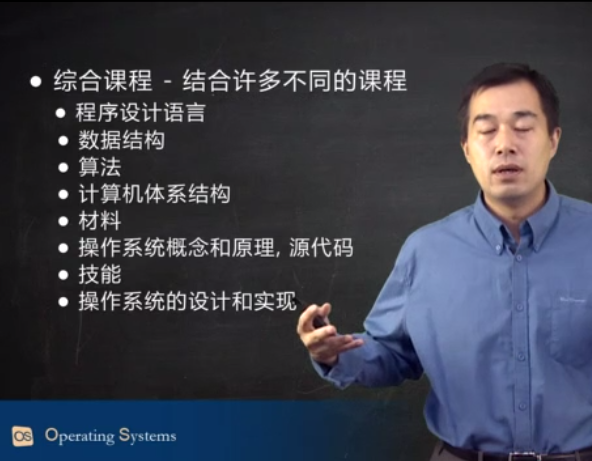 ● 综合课程 - 结合许多不同的课程
● 程序设计语言
● 数据结构
● 算法
● 计算机体系结构
● 材料
● 操作系统概念和原理, 源代码
● 技能
● 操作系统的设计和实现
OS Operating Systems